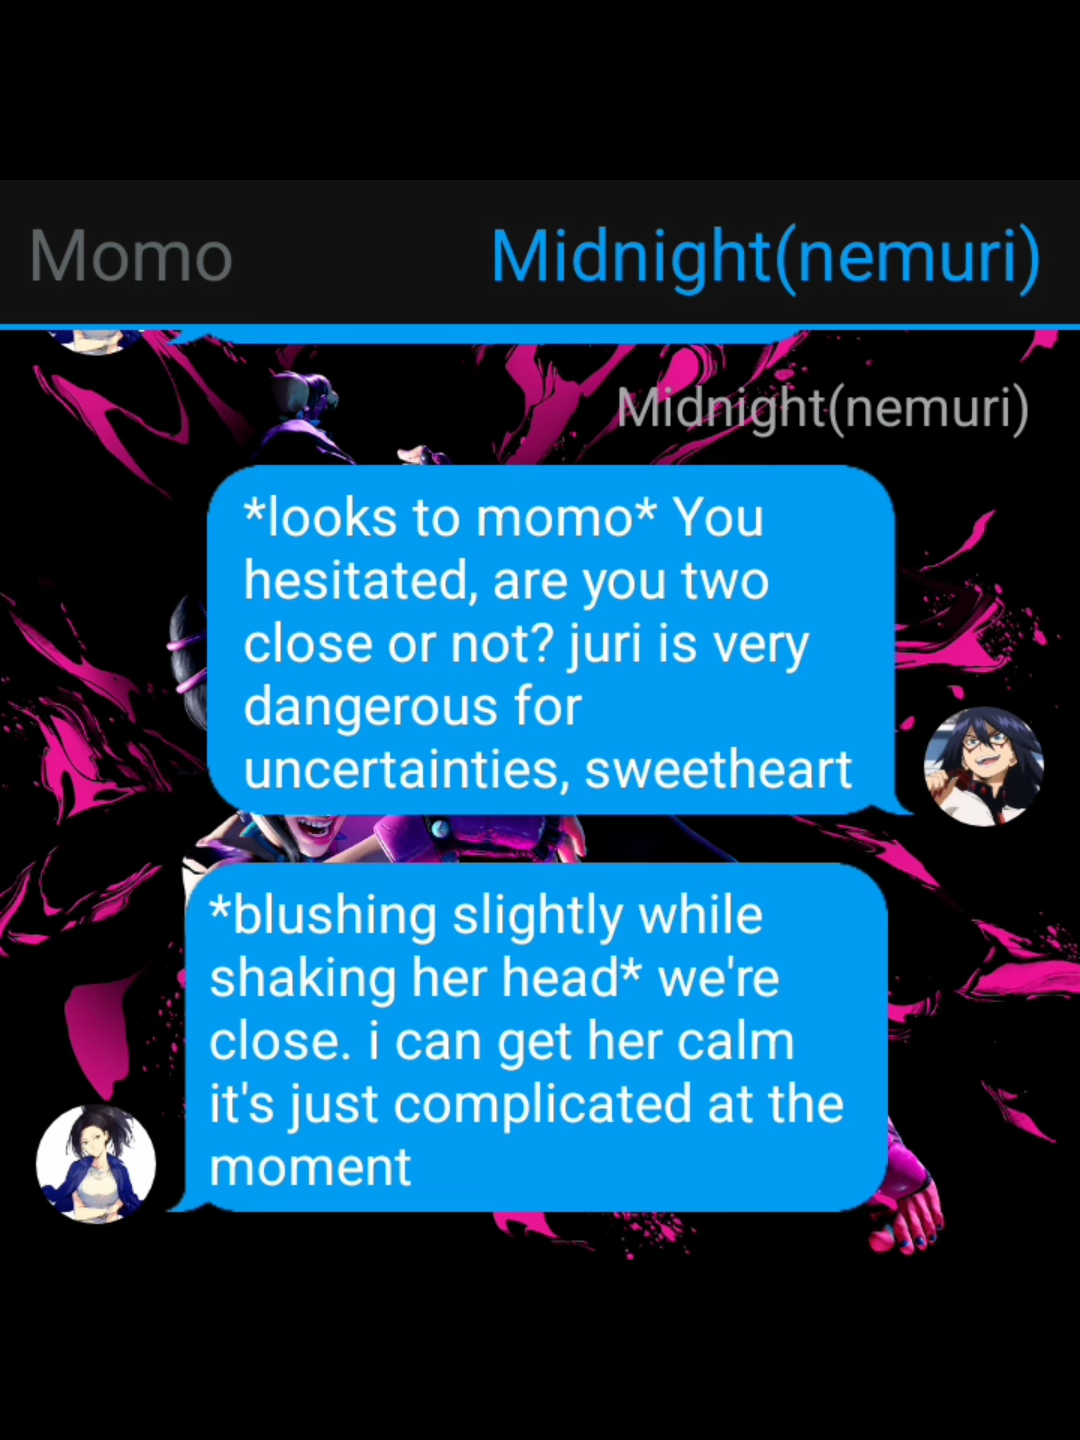 Momo Midnight(nemuri)
Midnight(nemuri)
*looks to momo* You
hesitated, are you two
close or not? juri is very
dangerous for
uncertainties, sweetheart
*blushing slightly while
shaking her head* we're
close. i can get her calm
it's just complicated at the
moment